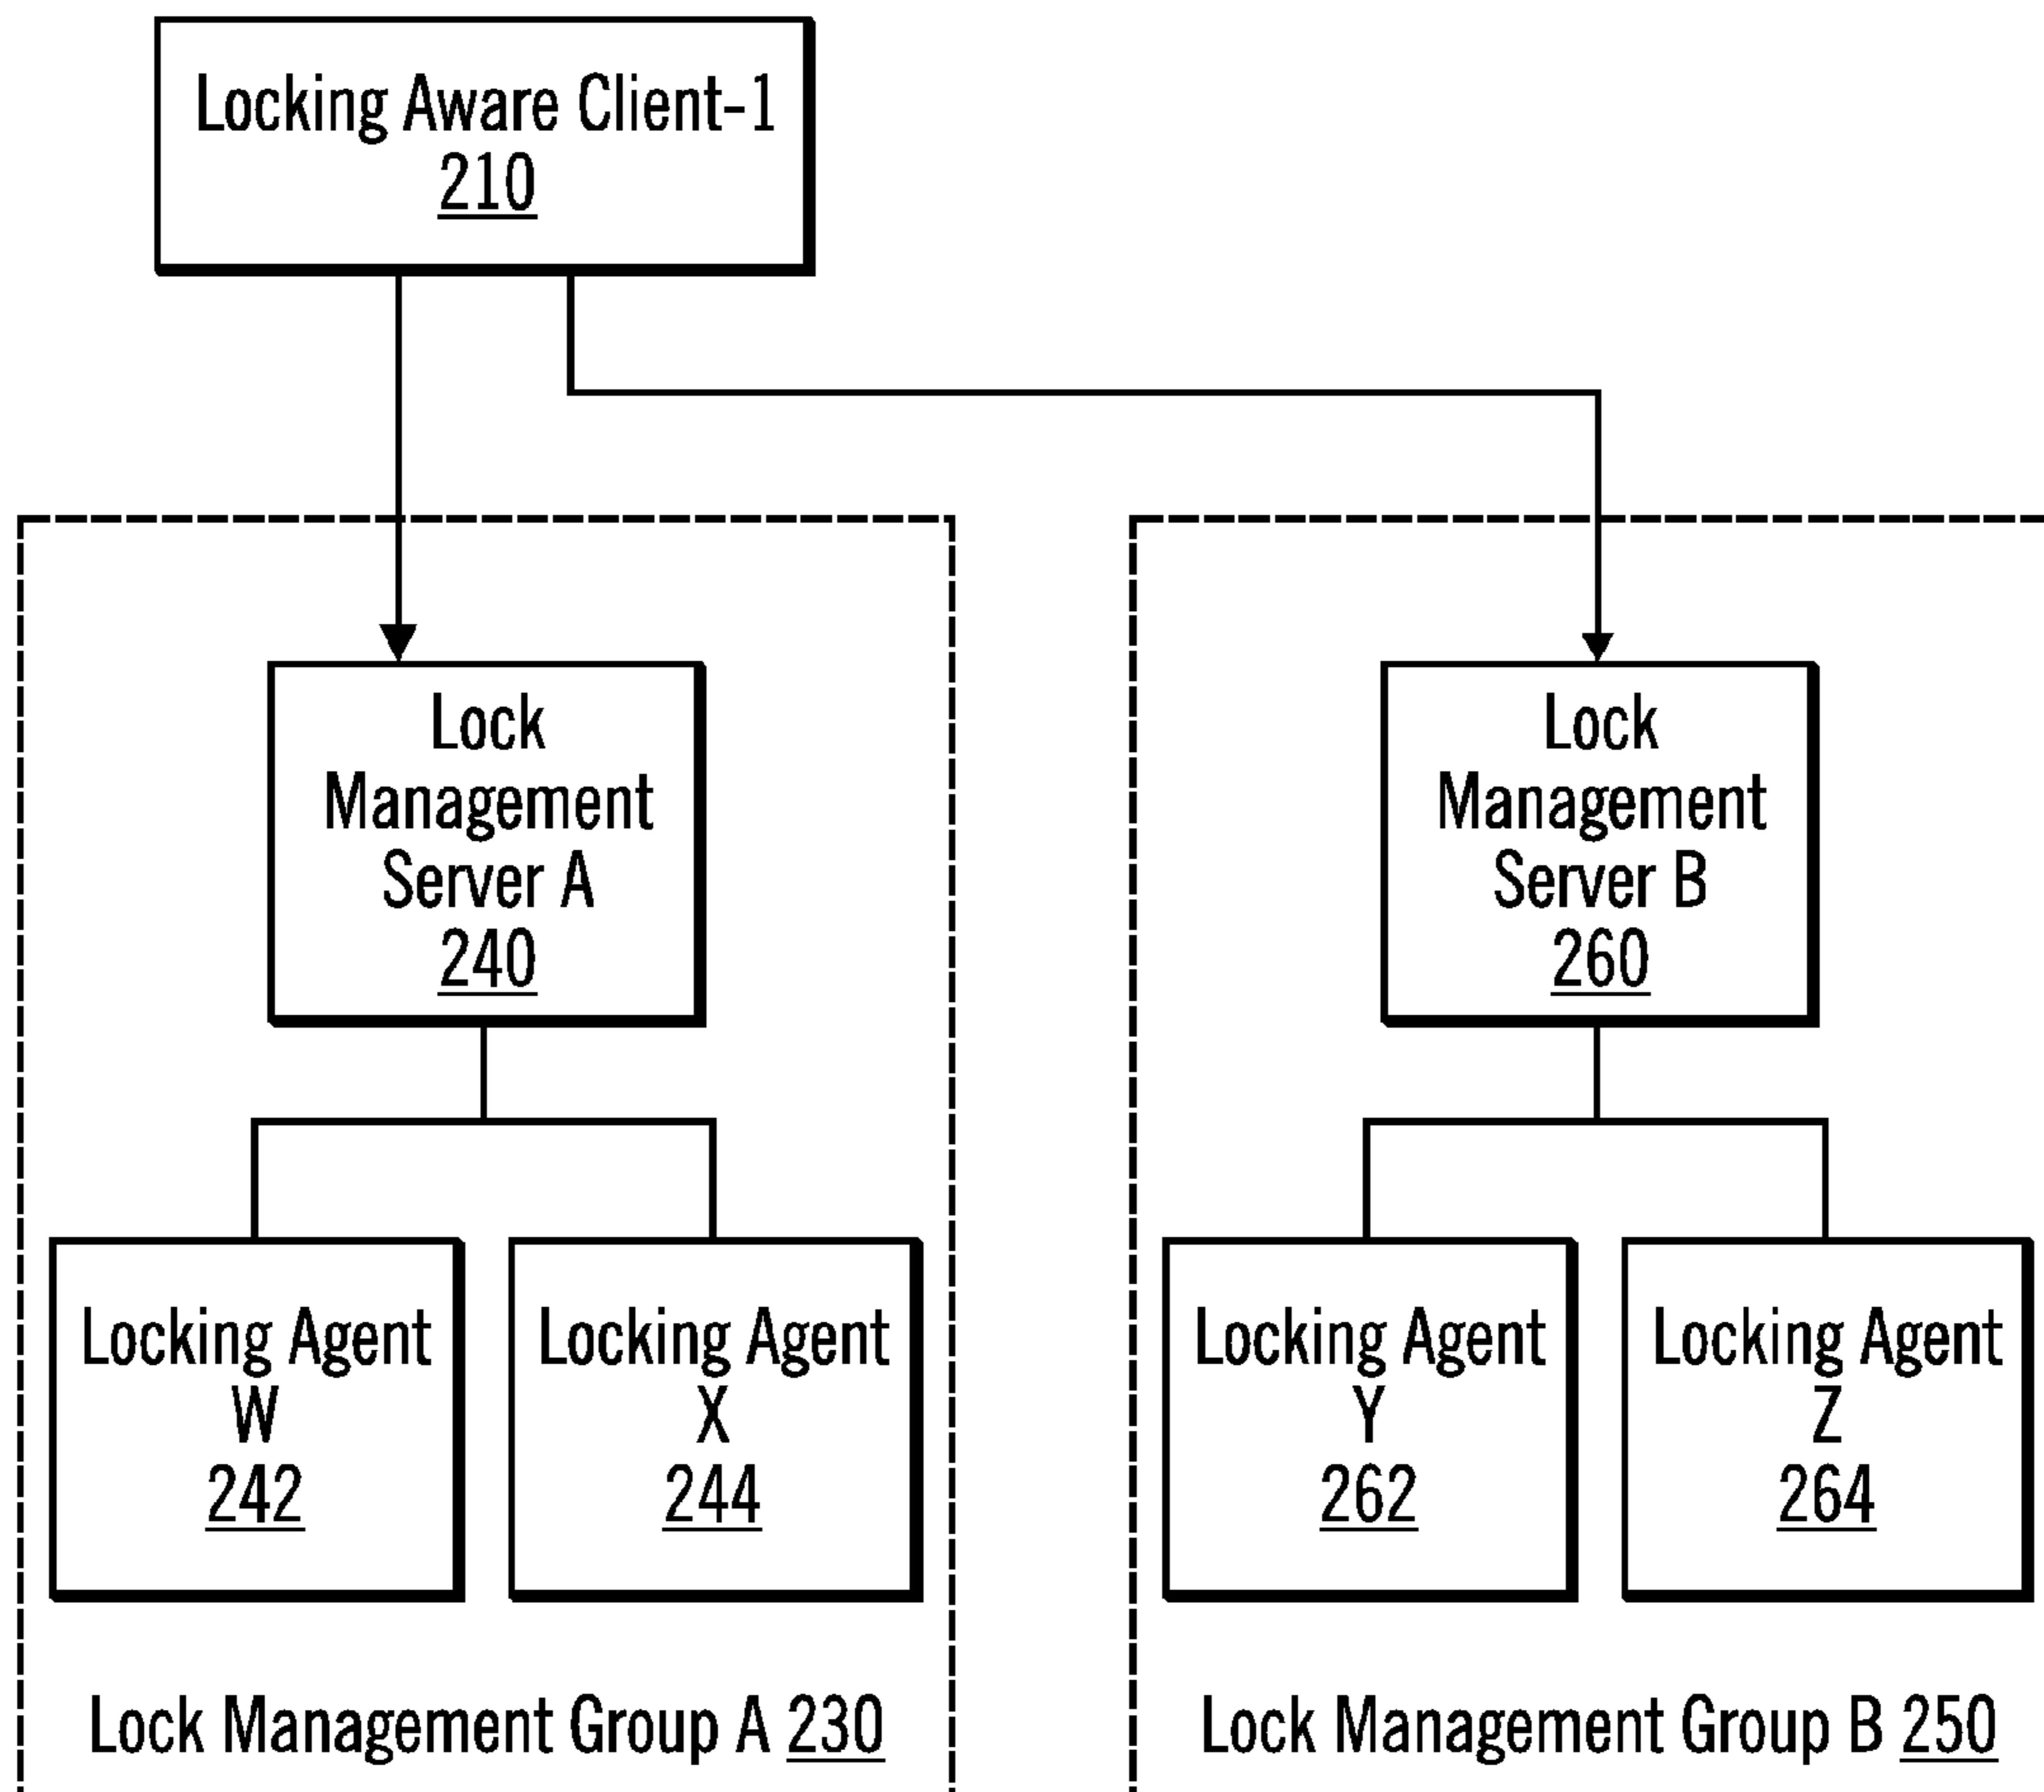 Locking Aware Client-1
210
Lock
Management
Server A
240
Lock
Management
Server B
260
Locking Agent
W
242
Locking Agent
X
244
Locking Agent
Y
262
Locking Agent
Z
264
Lock Management Group A 230
Lock Management Group B 250